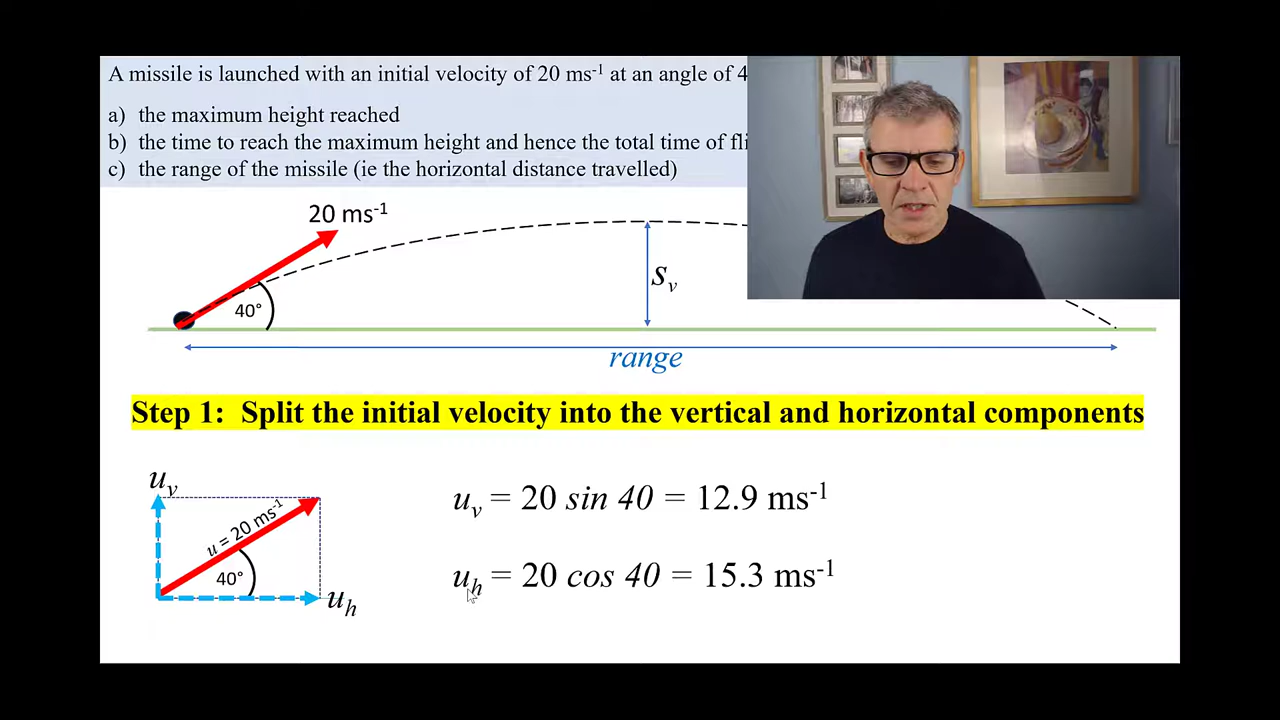 A missile is launched with an initial velocity of 20 ms⁻¹ at an angle of 4
a) the maximum height reached
b) the time to reach the maximum height and hence the total time of fli
c) the range of the missile (ie the horizontal distance travelled)
20 ms⁻¹
40°
sᵥ
range
Step 1: Split the initial velocity into the vertical and horizontal components
uᵥ
u = 20 ms⁻¹
40°
uₕ
uᵥ = 20 sin 40 = 12.9 ms⁻¹
uₕ = 20 cos 40 = 15.3 ms⁻¹